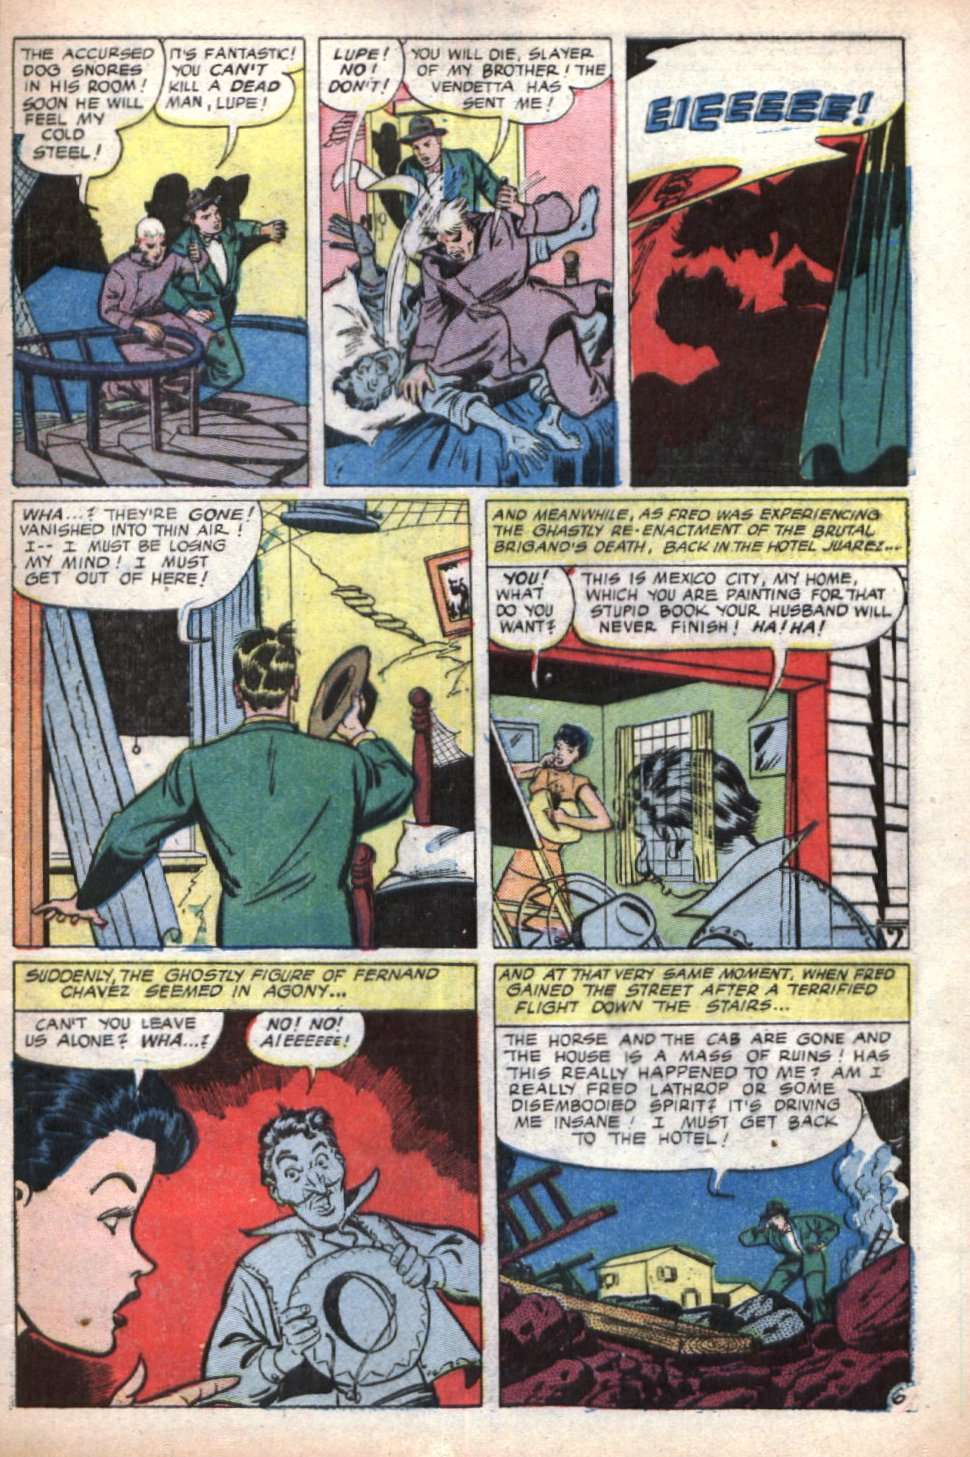 THE ACCURSED
DOG SNORES
IN HIS ROOM!
SOON HE WILL
FEEL MY
COLD
STEEL!
IT'S FANTASTIC!
YOU CAN'T
KILL A DEAD
MAN, LUPE!
LUPE!
NO!
DON'T!
YOU WILL DIE, SLAYER
OF MY BROTHER! THE
VENDETTA HAS
SENT ME!
EIEEEEEE!
WHA...? THEY'RE GONE!
VANISHED INTO THIN AIR!
I-- I MUST BE LOSING
MY MIND! I MUST
GET OUT OF HERE!
AND MEANWHILE, AS FRED WAS EXPERIENCING
THE GHASTLY RE-ENACTMENT OF THE BRUTAL
BRIGAND'S DEATH, BACK IN THE HOTEL JUAREZ...
YOU!
WHAT
DO YOU
WANT?
THIS IS MEXICO CITY, MY HOME,
WHICH YOU ARE PAINTING FOR THAT
STUPID BOOK YOUR HUSBAND WILL
NEVER FINISH! HA! HA!
SUDDENLY, THE GHOSTLY FIGURE OF FERNAND
CHAVEZ SEEMED IN AGONY...
CAN'T YOU LEAVE
US ALONE? WHA...?
NO! NO!
AIEEEEEE!
AND AT THAT VERY SAME MOMENT, WHEN FRED
GAINED THE STREET AFTER A TERRIFIED
FLIGHT DOWN THE STAIRS...
THE HORSE AND THE CAB ARE GONE AND
THE HOUSE IS A MASS OF RUINS! HAS
THIS REALLY HAPPENED TO ME? AM I
REALLY FRED LATHROP OR SOME
DISEMBODIED SPIRIT? IT'S DRIVING
ME INSANE! I MUST GET BACK
TO THE HOTEL!
6